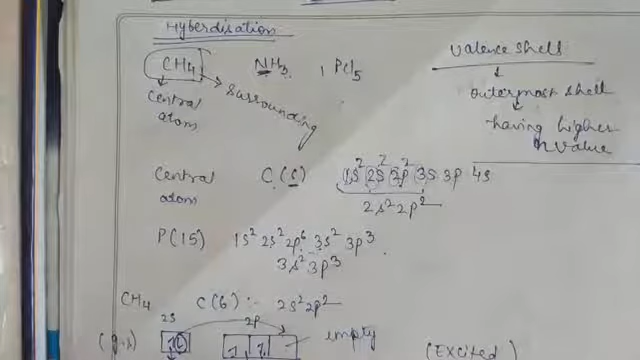 Hyberdisation
CH4 NH3, PCl5
Central atom
Surrounding
Valence shell
outermost shell
having higher
n value
Central atom
C (6) 1s² 2s² 2p² 3s 3p 4s
2s² 2p²
P(15) 1s² 2s² 2p⁶ 3s² 3p³
3s² 3p³
CH4 C(6) :- 2s² 2p²
2s 2p
empty
(Excited